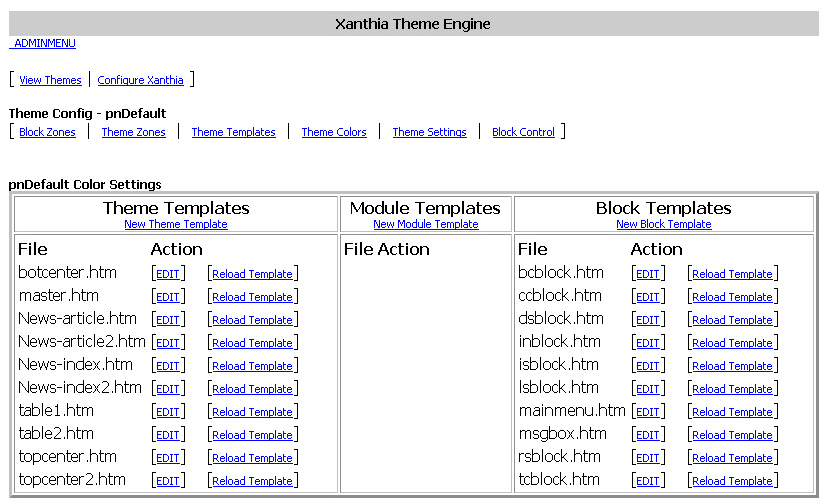 Xanthia Theme Engine
ADMINMENU
[ View Themes | Configure Xanthia ]
Theme Config - pnDefault
[ Block Zones | Theme Zones | Theme Templates | Theme Colors | Theme Settings | Block Control ]
pnDefault Color Settings
Theme Templates Module Templates Block Templates
New Theme Template New Module Template New Block Template
File Action File Action File Action
botcenter.htm [EDIT] [Reload Template] bcblock.htm [EDIT] [Reload Template]
master.htm [EDIT] [Reload Template] ccblock.htm [EDIT] [Reload Template]
News-article.htm [EDIT] [Reload Template] dsblock.htm [EDIT] [Reload Template]
News-article2.htm [EDIT] [Reload Template] inblock.htm [EDIT] [Reload Template]
News-index.htm [EDIT] [Reload Template] isblock.htm [EDIT] [Reload Template]
News-index2.htm [EDIT] [Reload Template] lsblock.htm [EDIT] [Reload Template]
table1.htm [EDIT] [Reload Template] mainmenu.htm [EDIT] [Reload Template]
table2.htm [EDIT] [Reload Template] msgbox.htm [EDIT] [Reload Template]
topcenter.htm [EDIT] [Reload Template] rsblock.htm [EDIT] [Reload Template]
topcenter2.htm [EDIT] [Reload Template] tcblock.htm [EDIT] [Reload Template]